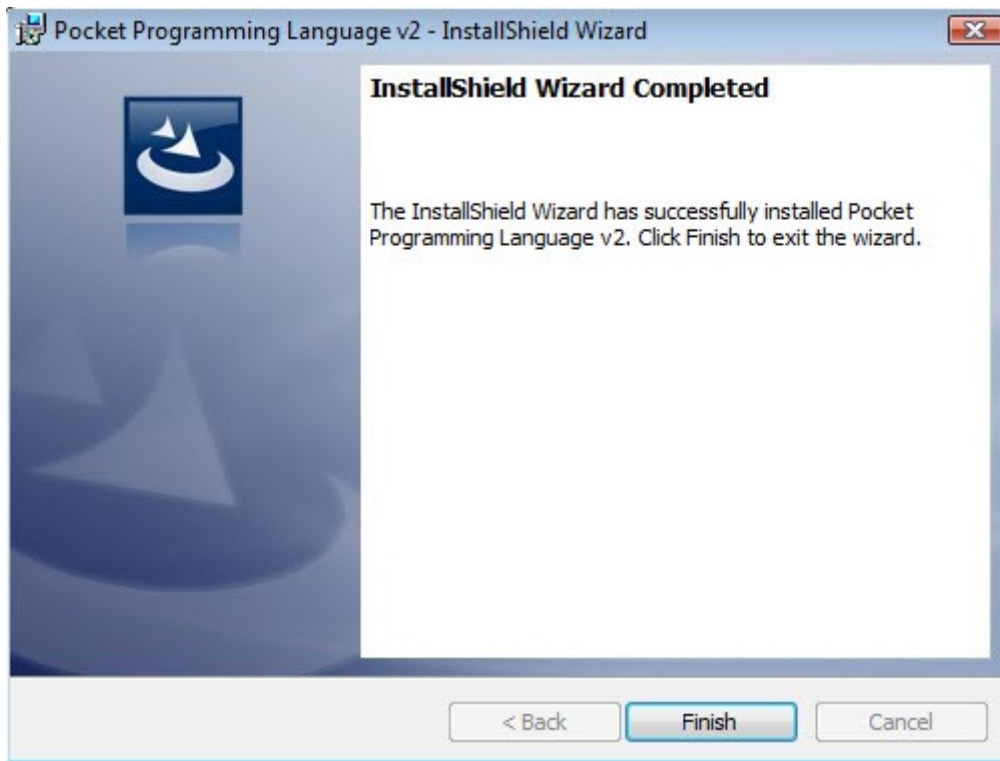 Pocket Programming Language v2 - InstallShield Wizard
InstallShield Wizard Completed
The InstallShield Wizard has successfully installed Pocket
Programming Language v2. Click Finish to exit the wizard.
< Back
Finish
Cancel